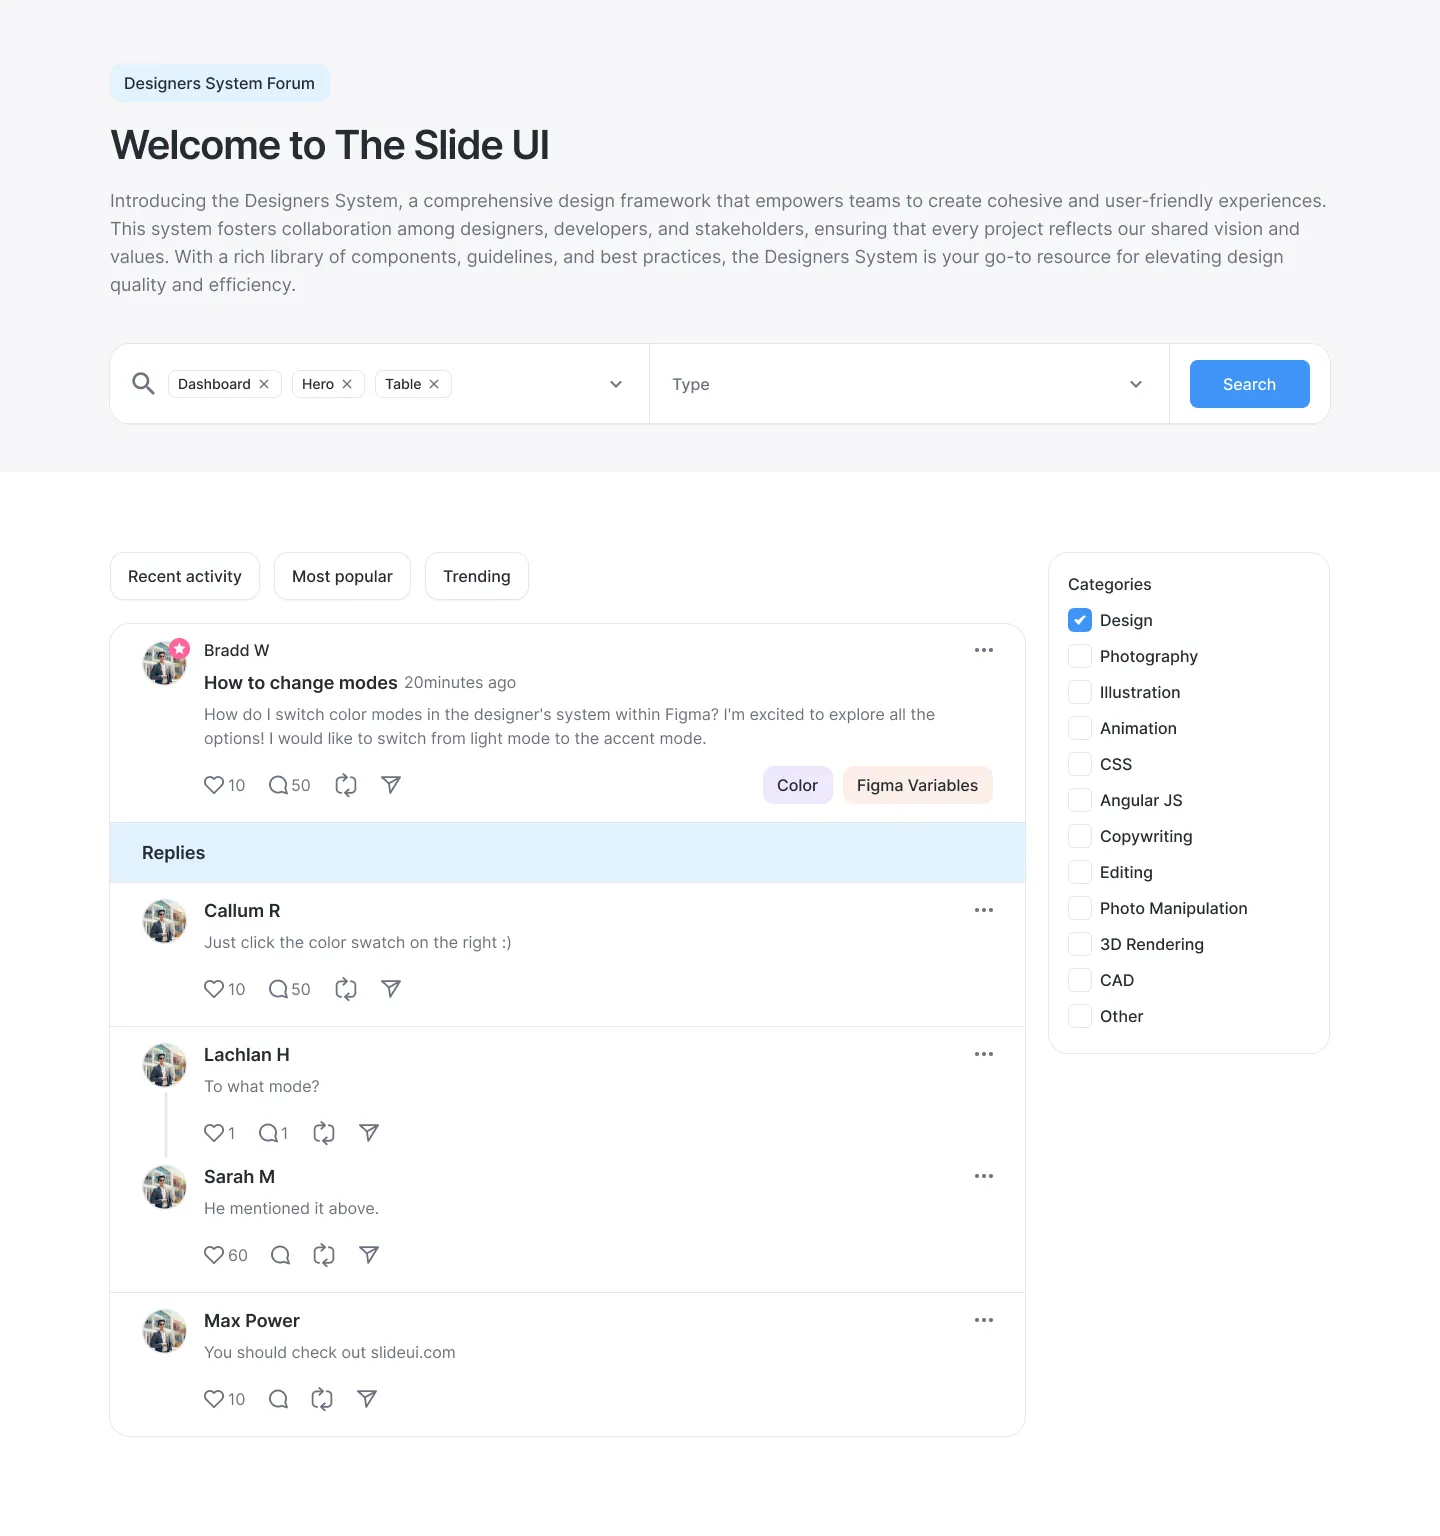 Designers System Forum
Welcome to The Slide UI
Introducing the Designers System, a comprehensive design framework that empowers teams to create cohesive and user-friendly experiences.
This system fosters collaboration among designers, developers, and stakeholders, ensuring that every project reflects our shared vision and
values. With a rich library of components, guidelines, and best practices, the Designers System is your go-to resource for elevating design
quality and efficiency.
Dashboard Hero Table Type Search
Recent activity Most popular Trending
Bradd W
How to change modes 20minutes ago
How do I switch color modes in the designer's system within Figma? I'm excited to explore all the
options! I would like to switch from light mode to the accent mode.
10 50 Color Figma Variables
Replies
Callum R
Just click the color swatch on the right :)
10 50
Lachlan H
To what mode?
1 1
Sarah M
He mentioned it above.
60
Max Power
You should check out slideui.com
10
Categories
Design
Photography
Illustration
Animation
CSS
Angular JS
Copywriting
Editing
Photo Manipulation
3D Rendering
CAD
Other